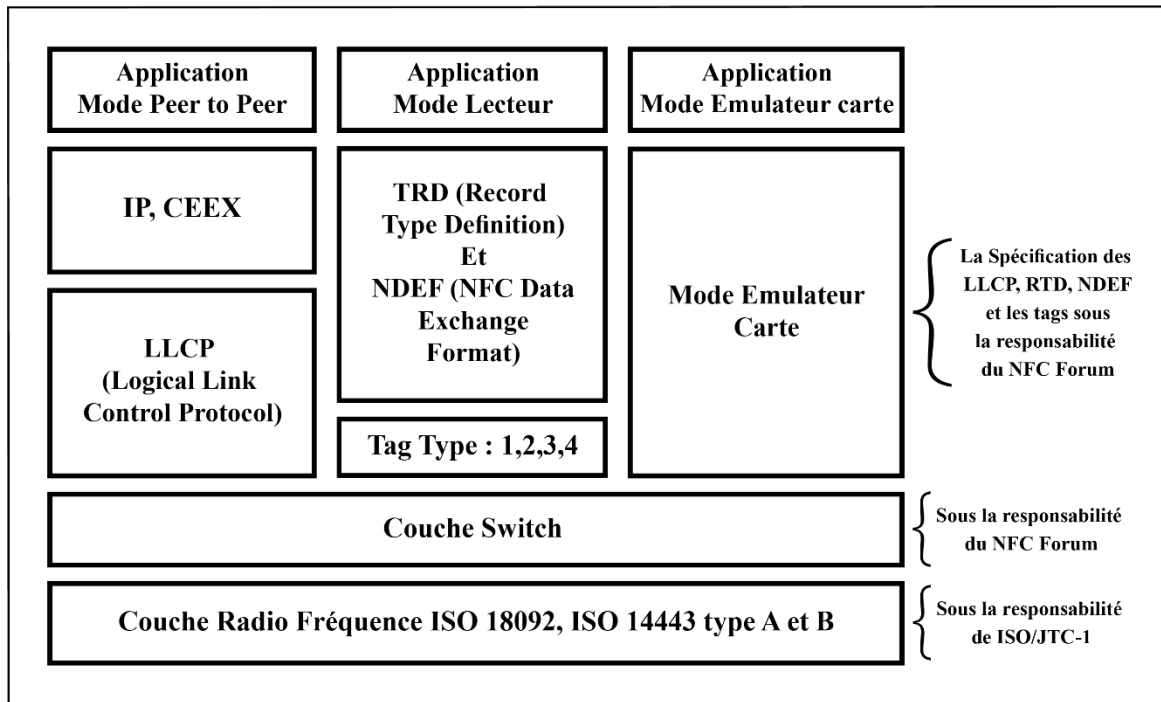 Application
Mode Peer to Peer
Application
Mode Lecteur
Application
Mode Emulateur carte
IP, CEEX
LLCP
(Logical Link
Control Protocol)
TRD (Record
Type Definition)
Et
NDEF (NFC Data
Exchange
Format)
Tag Type : 1,2,3,4
Mode Emulateur
Carte
La Spécification des
LLCP, RTD, NDEF
et les tags sous
la responsabilité
du NFC Forum
Couche Switch
Sous la responsabilité
du NFC Forum
Couche Radio Fréquence ISO 18092, ISO 14443 type A et B
Sous la responsabilité
de ISO/JTC-1